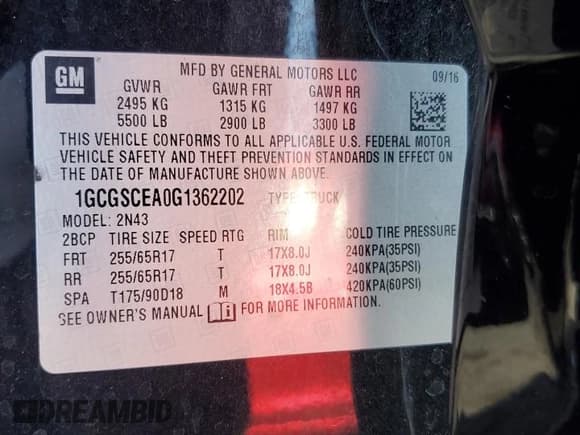 GM
MFD BY GENERAL MOTORS LLC
09/16
GVWR GAWR FRT GAWR RR
2495 KG 1315 KG 1497 KG
5500 LB 2900 LB 3300 LB
THIS VEHICLE CONFORMS TO ALL APPLICABLE U.S. FEDERAL MOTOR
VEHICLE SAFETY AND THEFT PREVENTION STANDARDS IN EFFECT ON
THE DATE OF MANUFACTURE SHOWN ABOVE.
1GCGSCEA0G1362202 TYPE: TRUCK
MODEL: 2N43
2BCP TIRE SIZE SPEED RTG RIM COLD TIRE PRESSURE
FRT 255/65R17 T 17X8.0J 240KPA(35PSI)
RR 255/65R17 T 17X8.0J 240KPA(35PSI)
SPA T175/90D18 M 18X4.5B 420KPA(60PSI)
SEE OWNER'S MANUAL FOR MORE INFORMATION.
DREAMBID